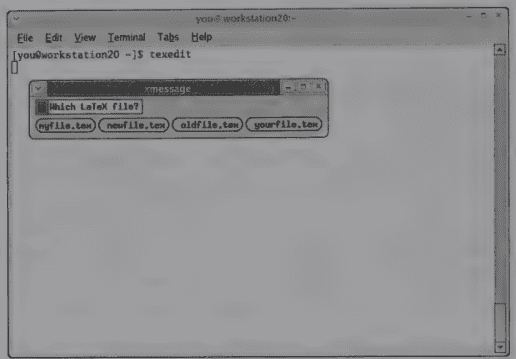 you@workstation20:~
File Edit View Terminal Tabs Help
[you@workstation20 ~]$ texedit
xmessage
Which LaTeX file?
myfile.tex newfile.tex oldfile.tex yourfile.tex